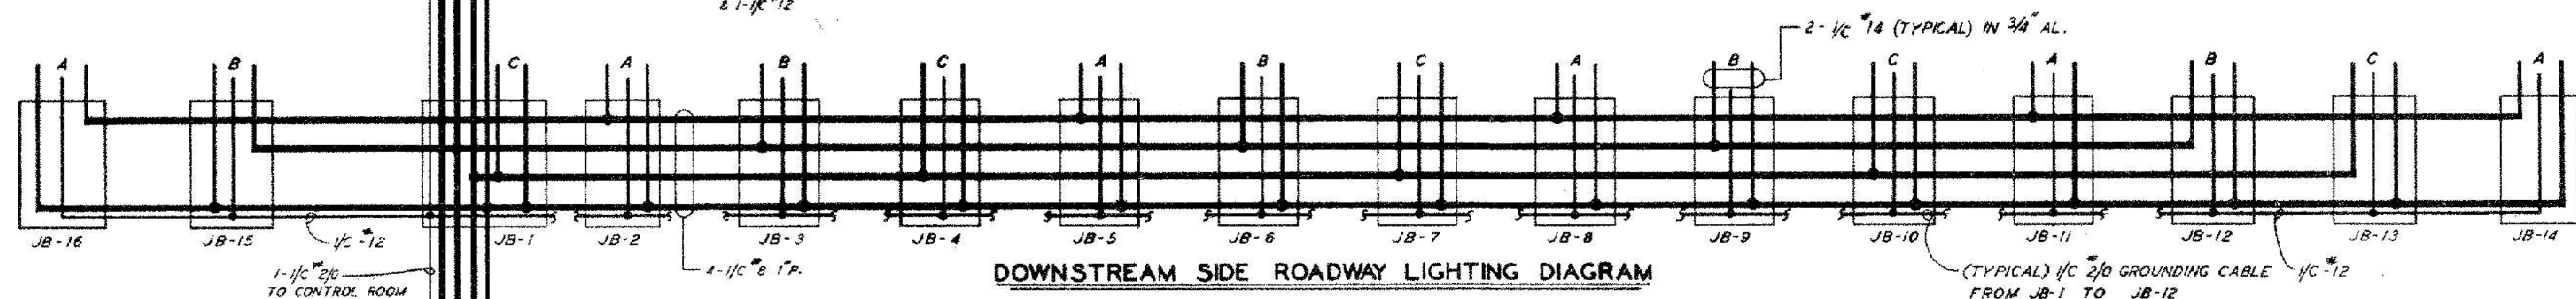 & 1-1/C #12
2- 1/C #14 (TYPICAL) IN 3/4" AL.
A B C A B C A B C A B C A B C A
JB-16 JB-15 JB-1 JB-2 JB-3 JB-4 JB-5 JB-6 JB-7 JB-8 JB-9 JB-10 JB-11 JB-12 JB-13 JB-14
1/C #12
1-1/C #2/0
TO CONTROL ROOM
4-1/C #8 1"P.
DOWNSTREAM SIDE ROADWAY LIGHTING DIAGRAM
(TYPICAL) 1/C #2/0 GROUNDING CABLE
FROM JB-1 TO JB-12
1/C #12